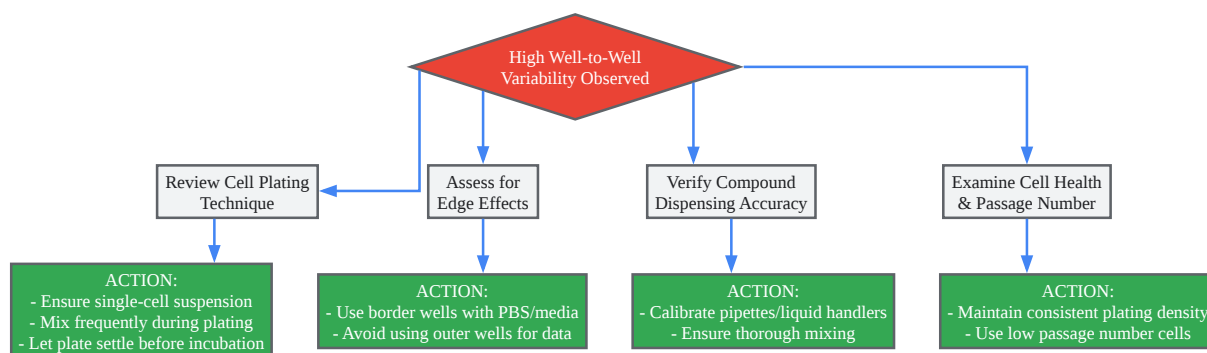 High Well-to-Well
Variability Observed
Review Cell Plating
Technique
Assess for
Edge Effects
Verify Compound
Dispensing Accuracy
Examine Cell Health
& Passage Number
ACTION:
- Ensure single-cell suspension
- Mix frequently during plating
- Let plate settle before incubation
ACTION:
- Use border wells with PBS/media
- Avoid using outer wells for data
ACTION:
- Calibrate pipettes/liquid handlers
- Ensure thorough mixing
ACTION:
- Maintain consistent plating density
- Use low passage number cells